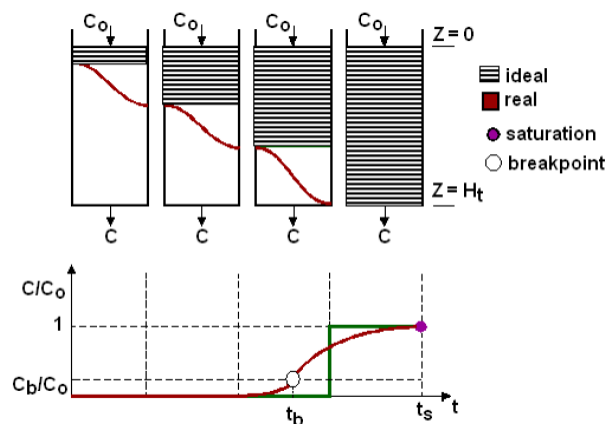 Co Co Co Co Z = 0
ideal
real
saturation
breakpoint
Z= Ht
C C C C
C/Co
1
Cb/Co
tb ts t